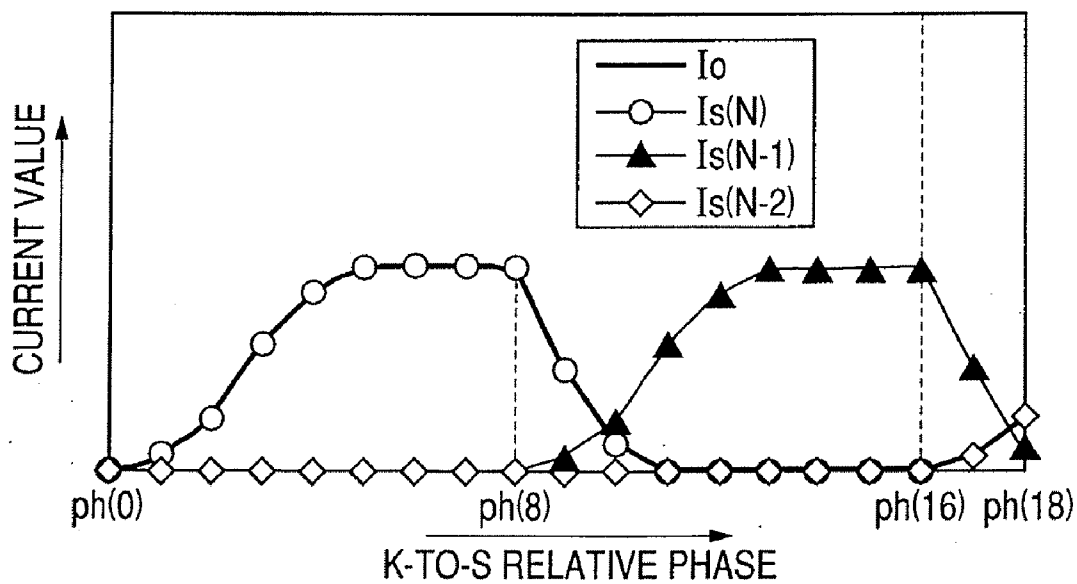 Io
Is(N)
Is(N-1)
Is(N-2)
CURRENT VALUE
ph(0)
ph(8)
ph(16)
ph(18)
K-TO-S RELATIVE PHASE